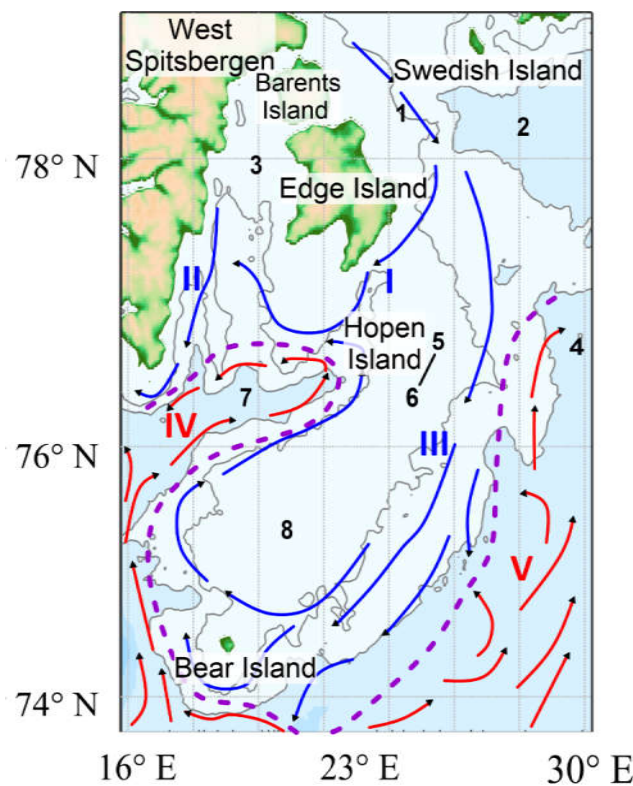 West
Spitsbergen
Swedish Island
Barents
Island
1
2
78° N
3
Edge Island
II
I
Hopen
Island
5
4
6
7
IV
76° N
III
8
V
Bear Island
74° N
16° E
23° E
30° E